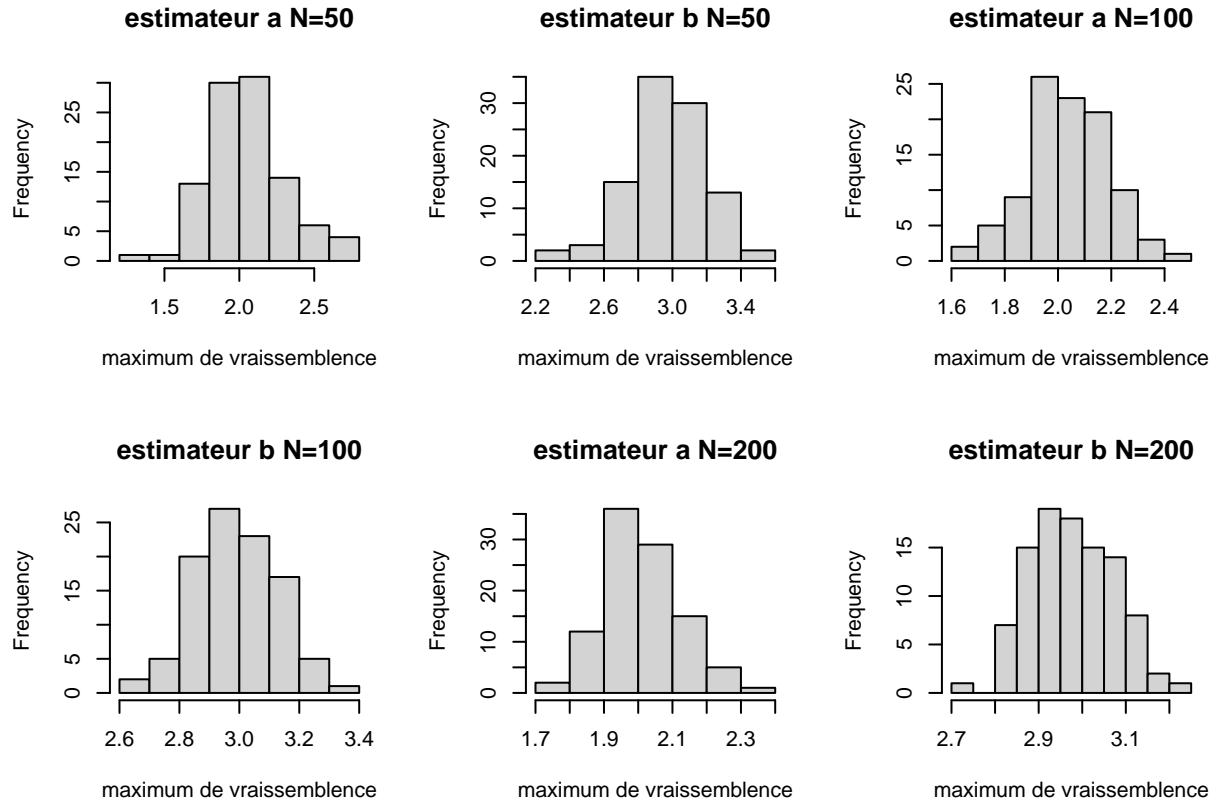 estimateur a N=50
Frequency
5
15
25
0
1.5
2.0
2.5
maximum de vraissemblence
estimateur b N=50
Frequency
0
10
20
30
2.2
2.6
3.0
3.4
maximum de vraissemblence
estimateur a N=100
Frequency
0
5
15
25
1.6
1.8
2.0
2.2
2.4
maximum de vraissemblence
estimateur b N=100
Frequency
0
5
15
25
2.6
2.8
3.0
3.2
3.4
maximum de vraissemblence
estimateur a N=200
Frequency
0
10
20
30
1.7
1.9
2.1
2.3
maximum de vraissemblence
estimateur b N=200
Frequency
0
5
10
15
2.7
2.9
3.1
maximum de vraissemblence